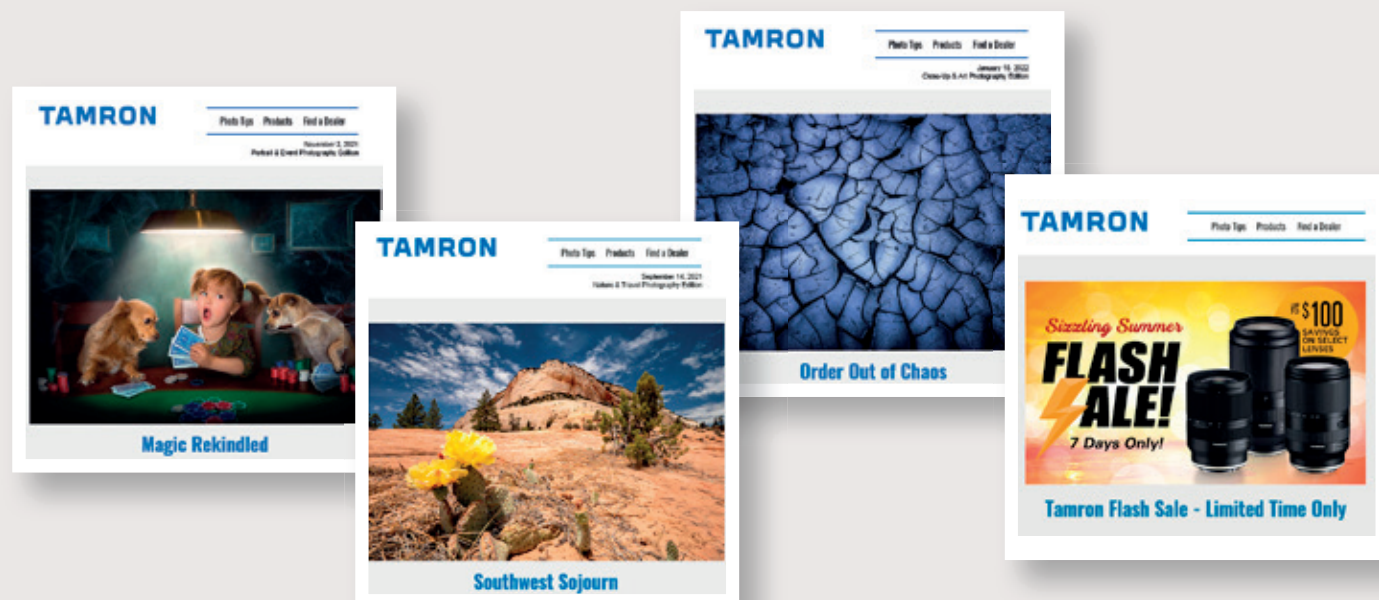 TAMRON
Photo Tips Products Find a Dealer
November 2, 2021
Portrait & Event Photography Edition
Magic Rekindled
TAMRON
Photo Tips Products Find a Dealer
September 14, 2021
Nature & Travel Photography Edition
Southwest Sojourn
TAMRON
Photo Tips Products Find a Dealer
January 18, 2022
Close-Up & Art Photography Edition
Order Out of Chaos
TAMRON
Photo Tips Products Find a Dealer
Sizzling Summer
FLASH
SALE!
7 Days Only!
$100
SAVINGS
ON SELECT
LENSES
Tamron Flash Sale - Limited Time Only